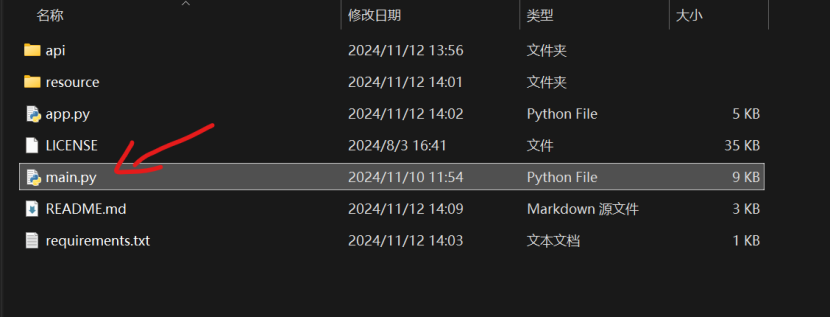 名称 修改日期 类型 大小
api 2024/11/12 13:56 文件夹
resource 2024/11/12 14:01 文件夹
app.py 2024/11/12 14:02 Python File 5 KB
LICENSE 2024/8/3 16:41 文件 35 KB
main.py 2024/11/10 11:54 Python File 9 KB
README.md 2024/11/12 14:09 Markdown 源文件 3 KB
requirements.txt 2024/11/12 14:03 文本文档 1 KB